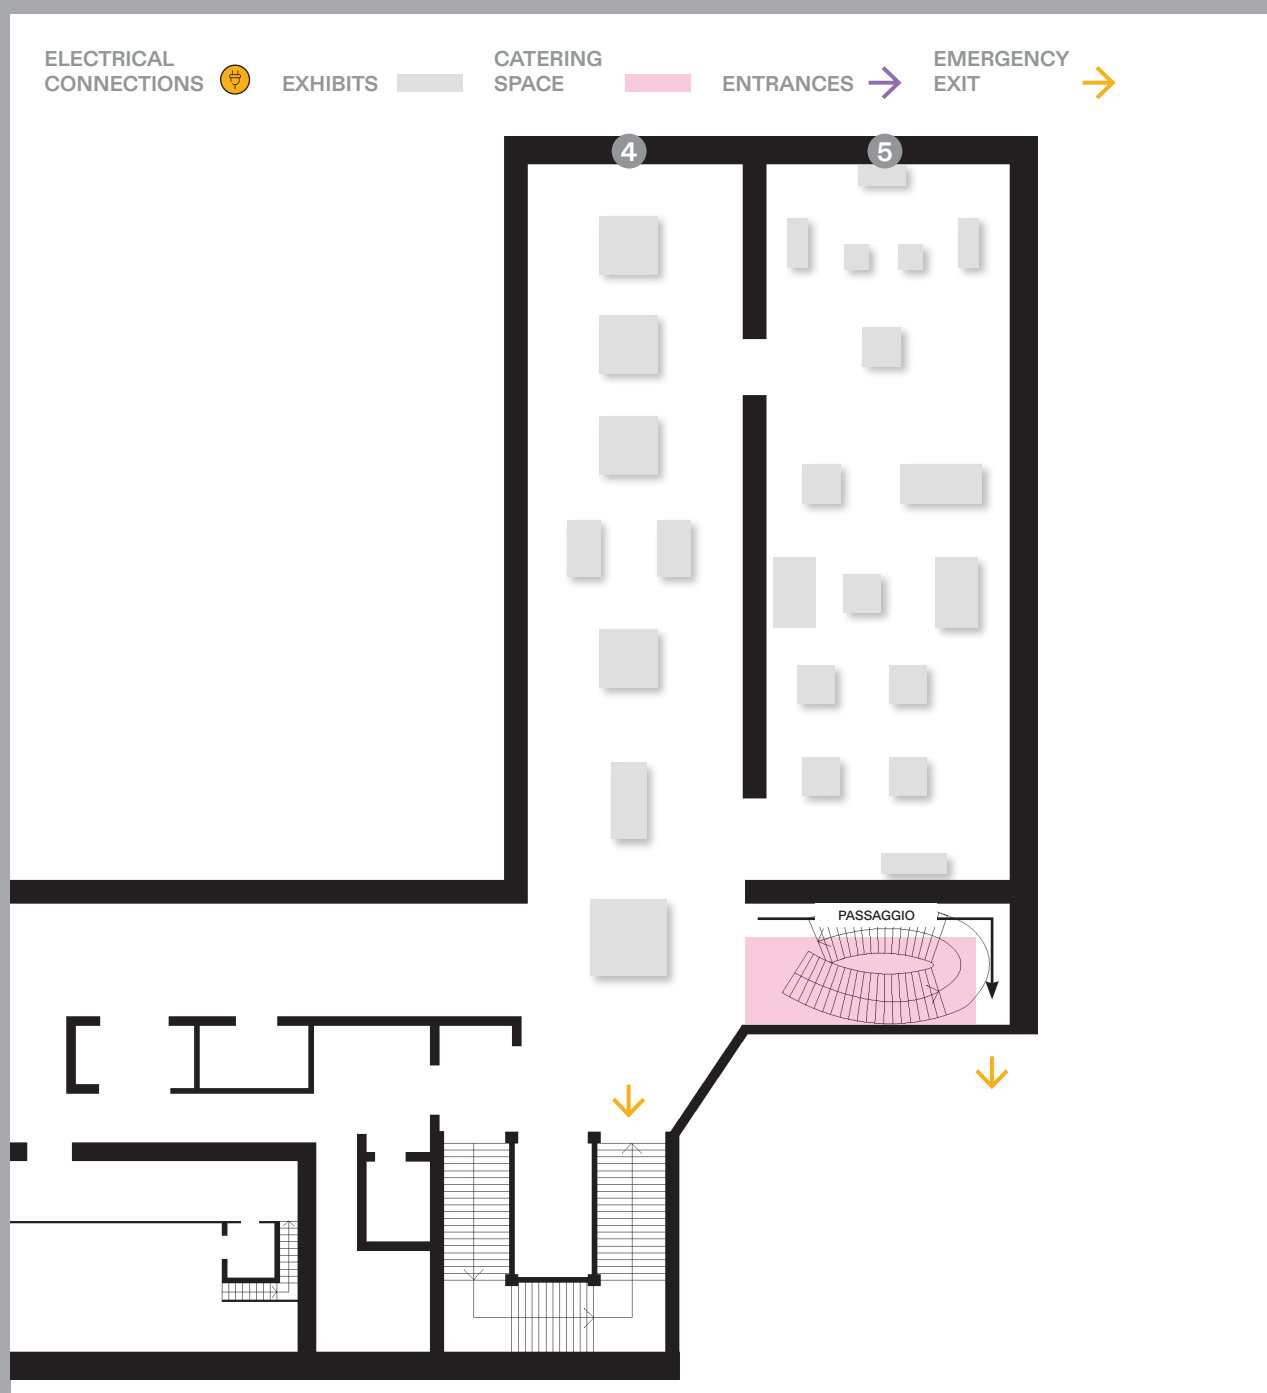 ELECTRICAL
CONNECTIONS
EXHIBITS
CATERING
SPACE
ENTRANCES
EMERGENCY
EXIT
4
5
PASSAGGIO